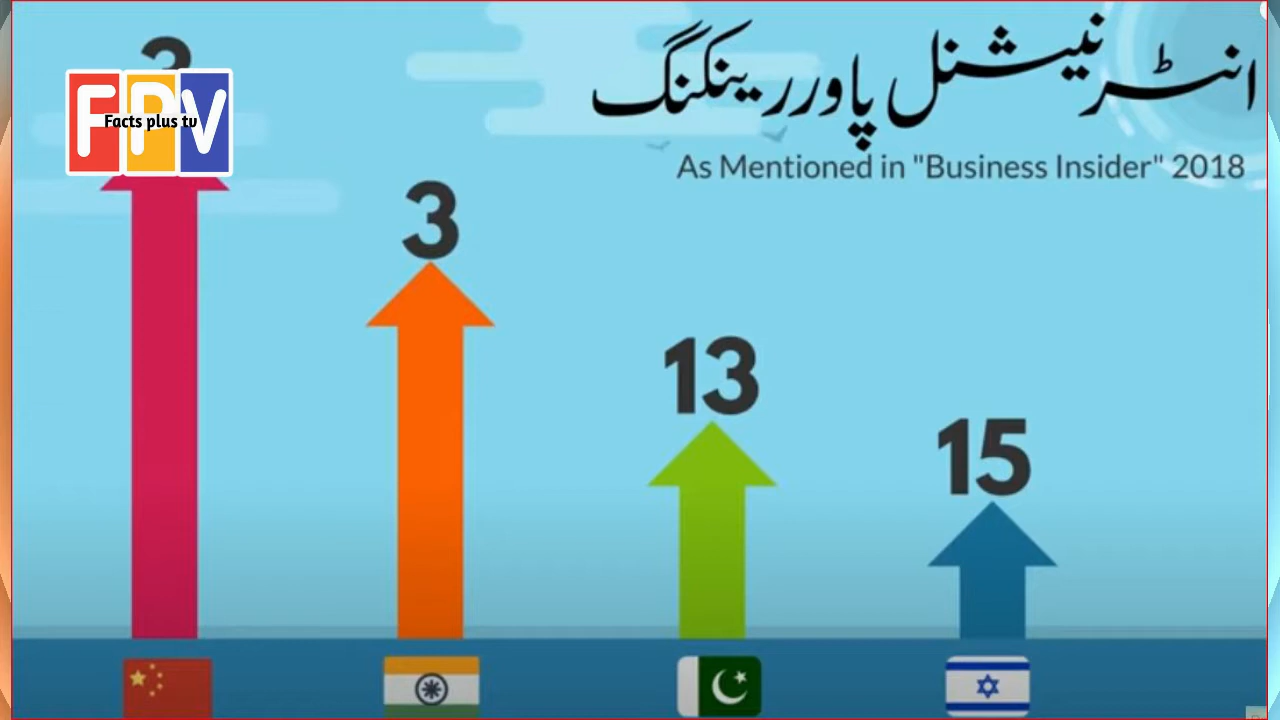 انٹرنیشنل پاور رینکنگ
As Mentioned in "Business Insider" 2018
FPV
Facts plus tv
3
13
15